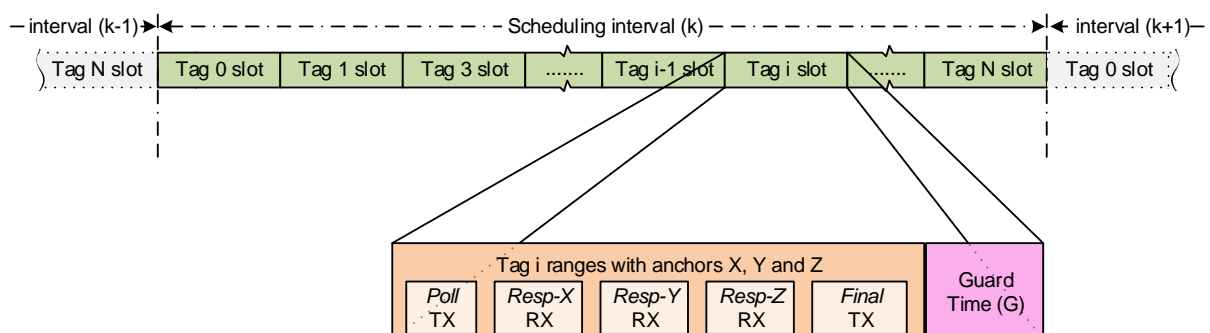 interval (k-1)
Scheduling interval (k)
interval (k+1)
Tag N slot
Tag 0 slot
Tag 1 slot
Tag 3 slot
.......
Tag i-1 slot
Tag i slot
.......
Tag N slot
Tag 0 slot
Tag i ranges with anchors X, Y and Z
Poll
TX
Resp-X
RX
Resp-Y
RX
Resp-Z
RX
Final
TX
Guard
Time (G)